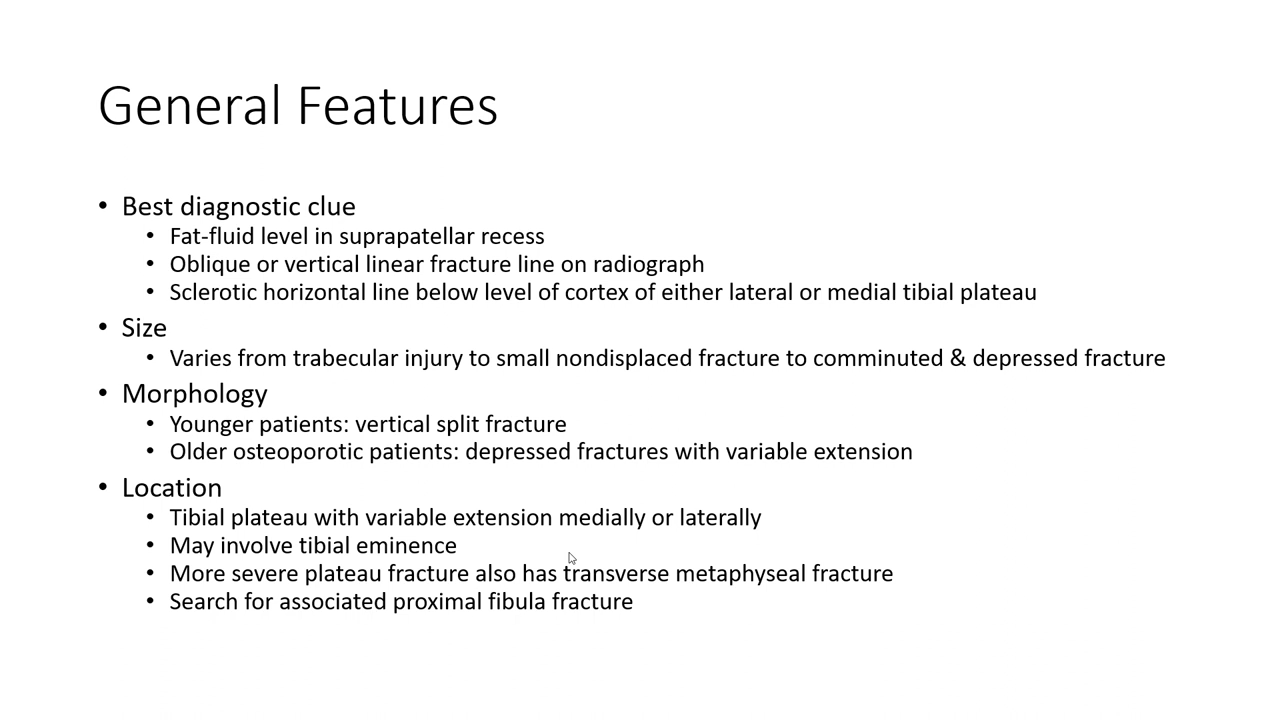 General Features
• Best diagnostic clue
• Fat-fluid level in suprapatellar recess
• Oblique or vertical linear fracture line on radiograph
• Sclerotic horizontal line below level of cortex of either lateral or medial tibial plateau
• Size
• Varies from trabecular injury to small nondisplaced fracture to comminuted & depressed fracture
• Morphology
• Younger patients: vertical split fracture
• Older osteoporotic patients: depressed fractures with variable extension
• Location
• Tibial plateau with variable extension medially or laterally
• May involve tibial eminence
• More severe plateau fracture also has transverse metaphyseal fracture
• Search for associated proximal fibula fracture